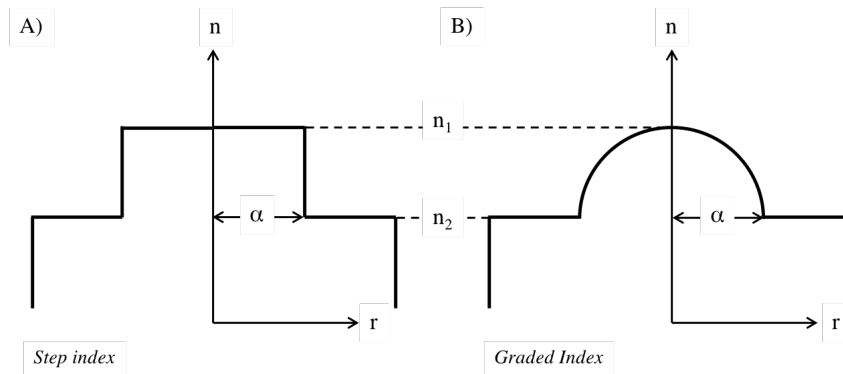 A)
n
B)
n
n₁
α
n₂
α
r
r
Step index
Graded Index